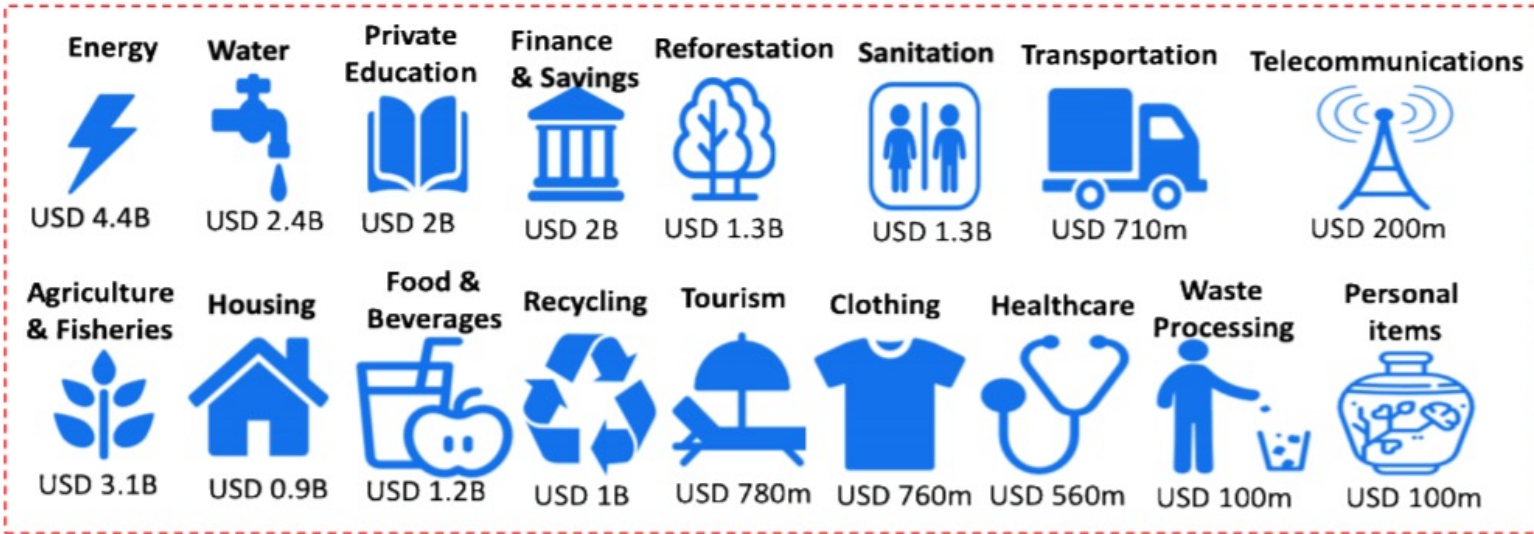 Energy
Water
Private
Education
Finance
& Savings
Reforestation
Sanitation
Transportation
Telecommunications
USD 4.4B
USD 2.4B
USD 2B
USD 2B
USD 1.3B
USD 1.3B
USD 710m
USD 200m
Agriculture
& Fisheries
Housing
Food &
Beverages
Recycling
Tourism
Clothing
Healthcare
Waste
Processing
Personal
items
USD 3.1B
USD 0.9B
USD 1.2B
USD 1B
USD 780m
USD 760m
USD 560m
USD 100m
USD 100m